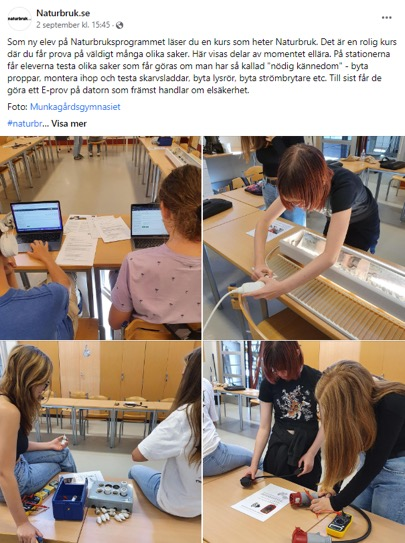 Naturbruk.se
2 september kl. 15:45 ·
Som ny elev på Naturbruksprogrammet läser du en kurs som heter Naturbruk. Det är en rolig kurs
där du får prova på väldigt många olika saker. Här visas delar av momentet ellära. På stationerna
får eleverna testa olika saker som får göras om man har så kallad "nödig kännedom" - byta
proppar, montera ihop och testa skarvsladdar, byta lysrör, byta strömbrytare etc. Till sist får de
göra ett E-prov på datorn som främst handlar om elsäkerhet.
Foto: Munkagårdsgymnasiet
#naturbr... Visa mer